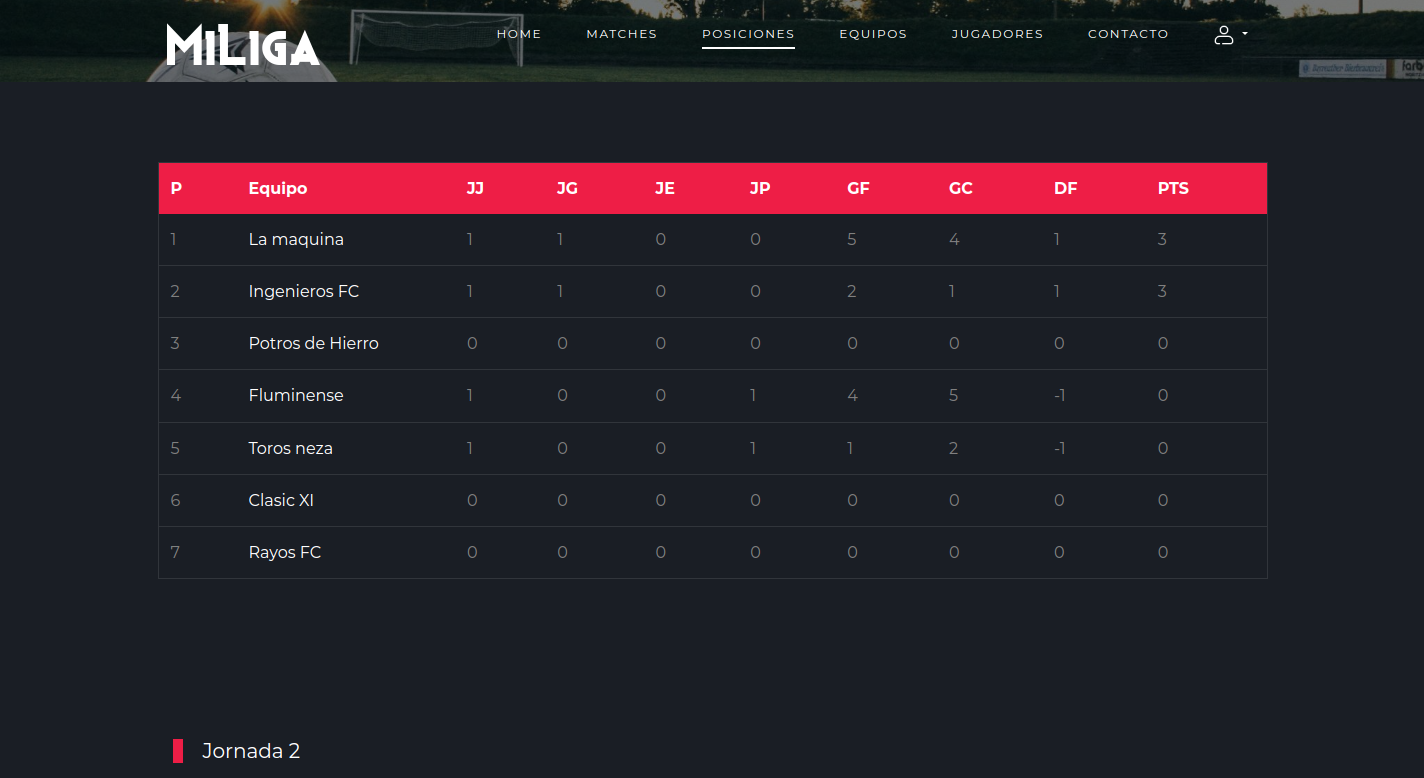 MiLIGA
HOME MATCHES POSICIONES EQUIPOS JUGADORES CONTACTO
P Equipo JJ JG JE JP GF GC DF PTS
1 La maquina 1 1 0 0 5 4 1 3
2 Ingenieros FC 1 1 0 0 2 1 1 3
3 Potros de Hierro 0 0 0 0 0 0 0 0
4 Fluminense 1 0 0 1 4 5 -1 0
5 Toros neza 1 0 0 1 1 2 -1 0
6 Clasic XI 0 0 0 0 0 0 0 0
7 Rayos FC 0 0 0 0 0 0 0 0
Jornada 2